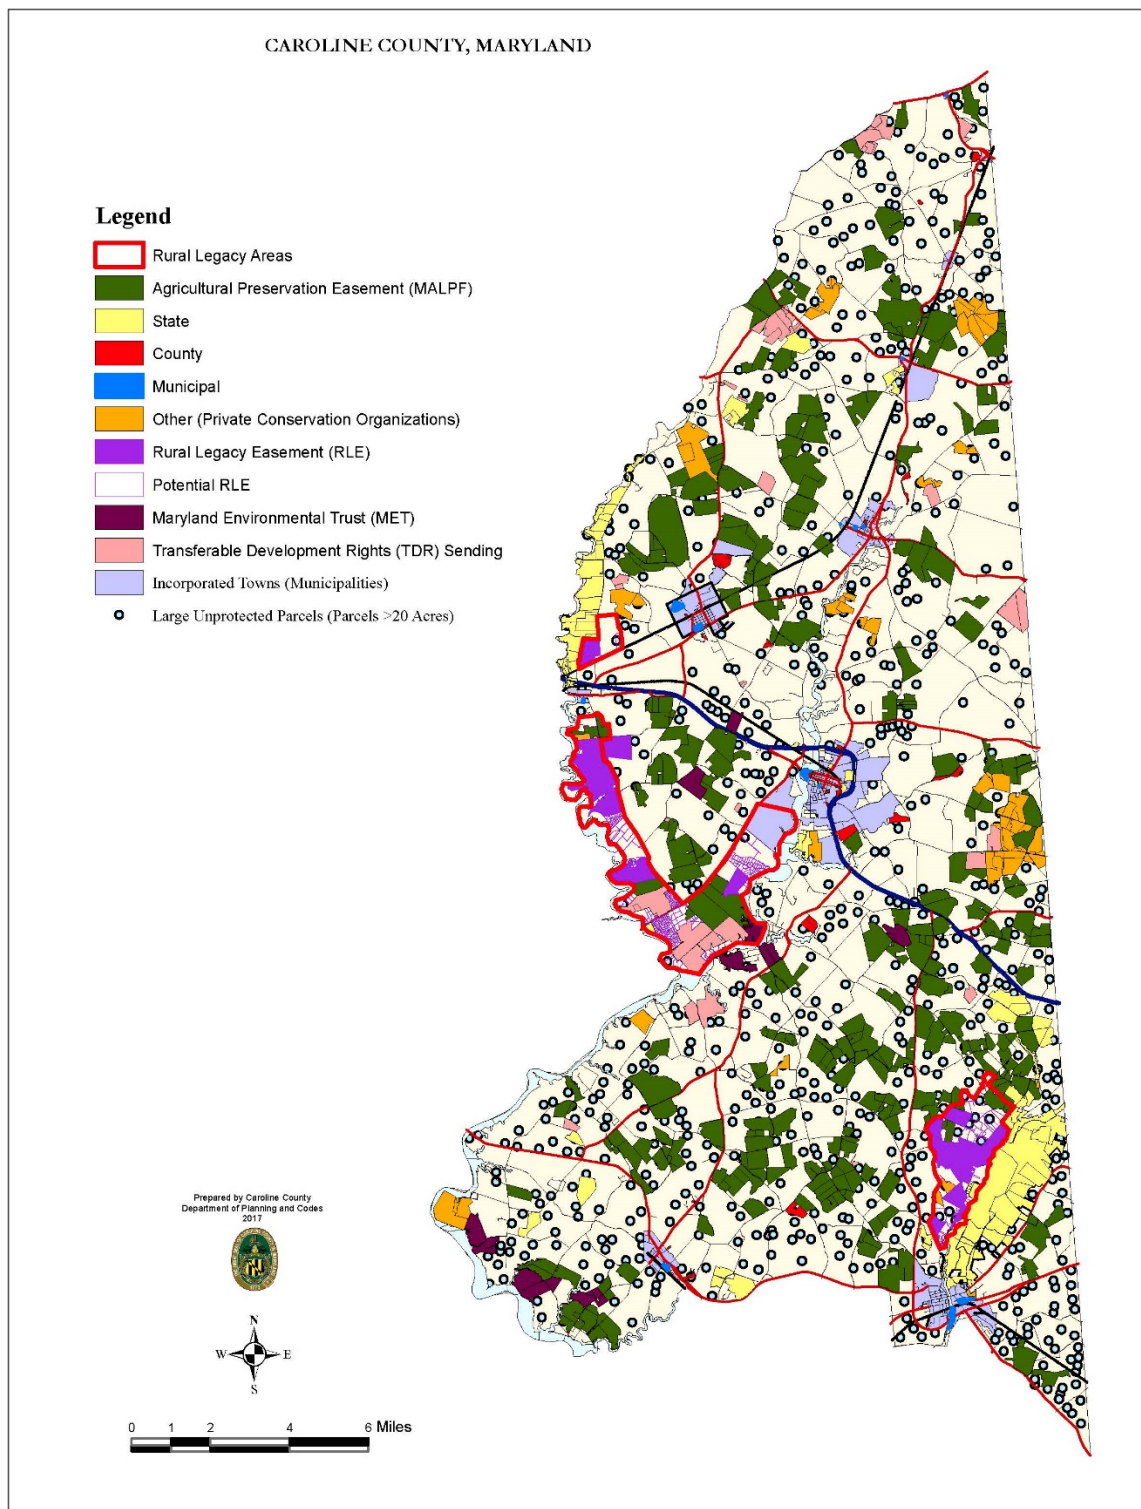 CAROLINE COUNTY, MARYLAND
Legend
Rural Legacy Areas
Agricultural Preservation Easement (MALPF)
State
County
Municipal
Other (Private Conservation Organizations)
Rural Legacy Easement (RLE)
Potential RLE
Maryland Environmental Trust (MET)
Transferable Development Rights (TDR) Sending
Incorporated Towns (Municipalities)
Large Unprotected Parcels (Parcels >20 Acres)
Prepared by Caroline County
Department of Planning and Codes
2017
N
W E
S
0 1 2 4 6 Miles